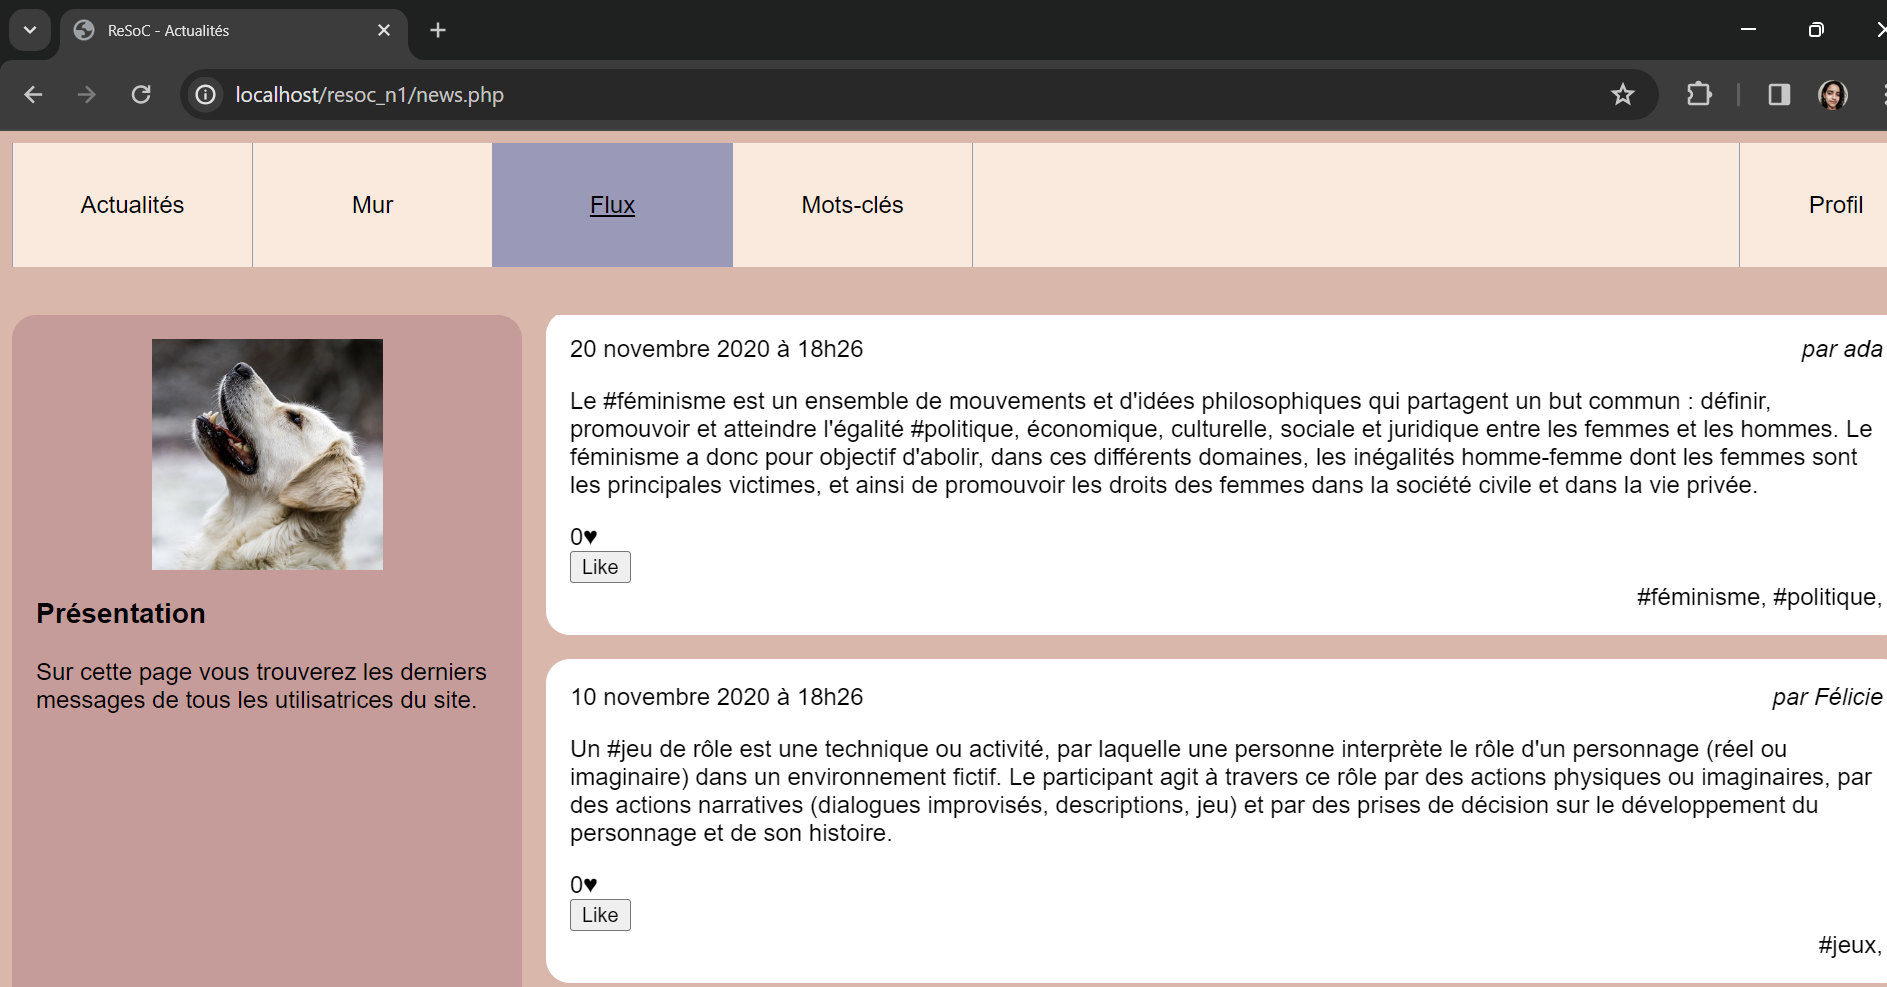 ReSoC - Actualités
localhost/resoc_n1/news.php
Actualités
Mur
Flux
Mots-clés
Profil
Présentation
Sur cette page vous trouverez les derniers
messages de tous les utilisatrices du site.
20 novembre 2020 à 18h26
par ada
Le #féminisme est un ensemble de mouvements et d'idées philosophiques qui partagent un but commun : définir,
promouvoir et atteindre l'égalité #politique, économique, culturelle, sociale et juridique entre les femmes et les hommes. Le
féminisme a donc pour objectif d'abolir, dans ces différents domaines, les inégalités homme-femme dont les femmes sont
les principales victimes, et ainsi de promouvoir les droits des femmes dans la société civile et dans la vie privée.
0♥
Like
#féminisme, #politique,
10 novembre 2020 à 18h26
par Félicie
Un #jeu de rôle est une technique ou activité, par laquelle une personne interprète le rôle d'un personnage (réel ou
imaginaire) dans un environnement fictif. Le participant agit à travers ce rôle par des actions physiques ou imaginaires, par
des actions narratives (dialogues improvisés, descriptions, jeu) et par des prises de décision sur le développement du
personnage et de son histoire.
0♥
Like
#jeux,